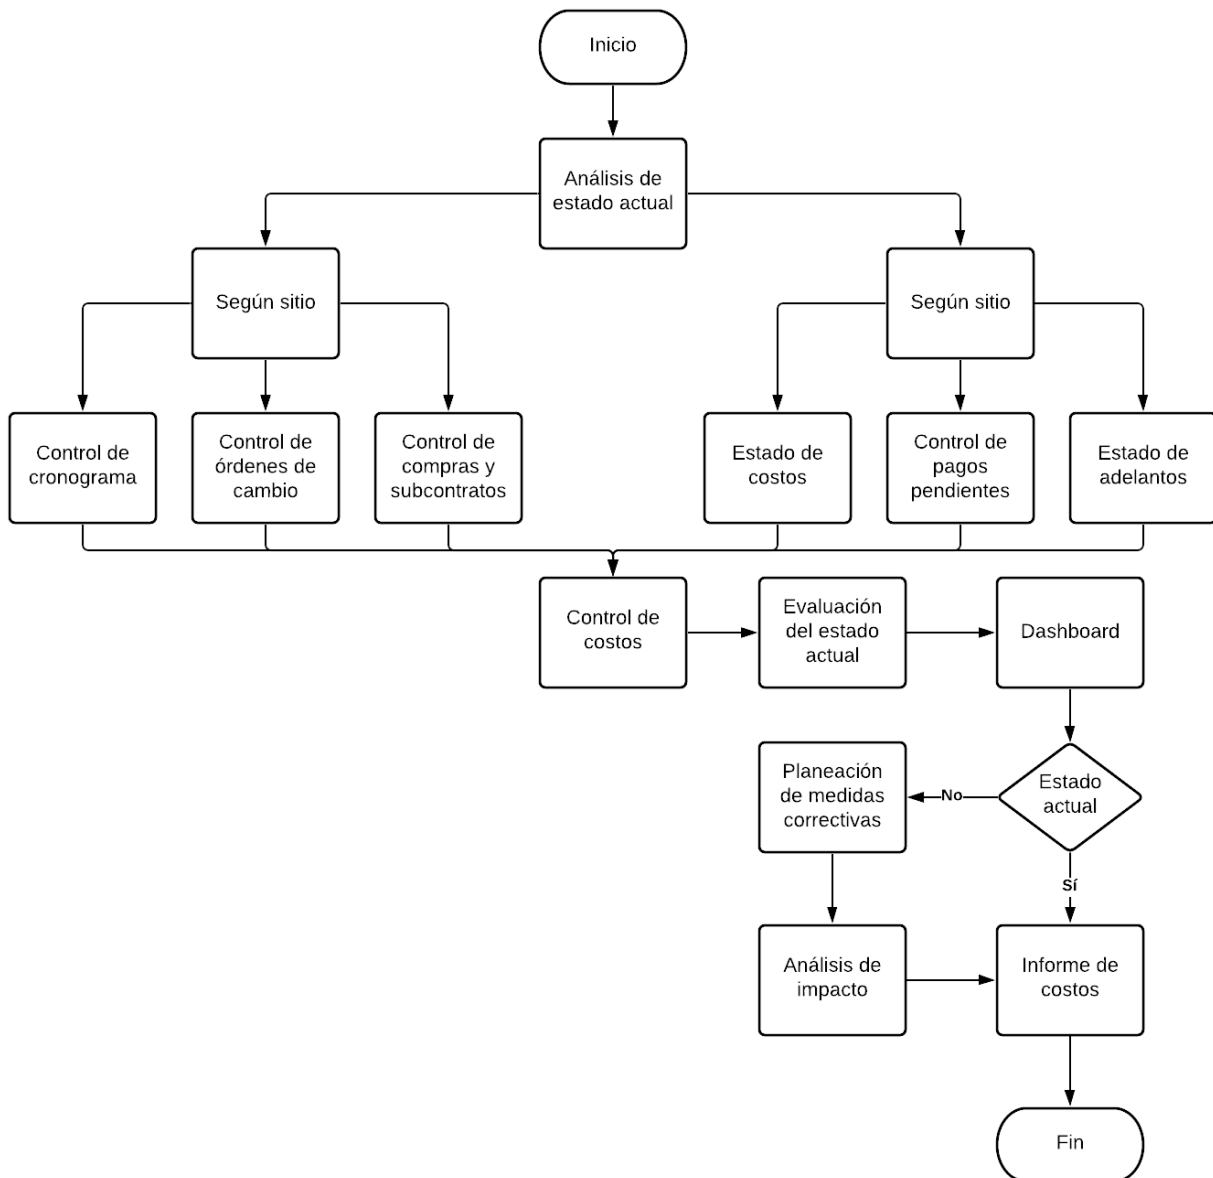 Inicio
Análisis de
estado actual
Según sitio
Según sitio
Control de
cronograma
Control de
órdenes de
cambio
Control de
compras y
subcontratos
Estado de
costos
Control de
pagos
pendientes
Estado de
adelantos
Control de
costos
Evaluación
del estado
actual
Dashboard
Planeación
de medidas
correctivas
No
Estado
actual
Sí
Análisis de
impacto
Informe de
costos
Fin